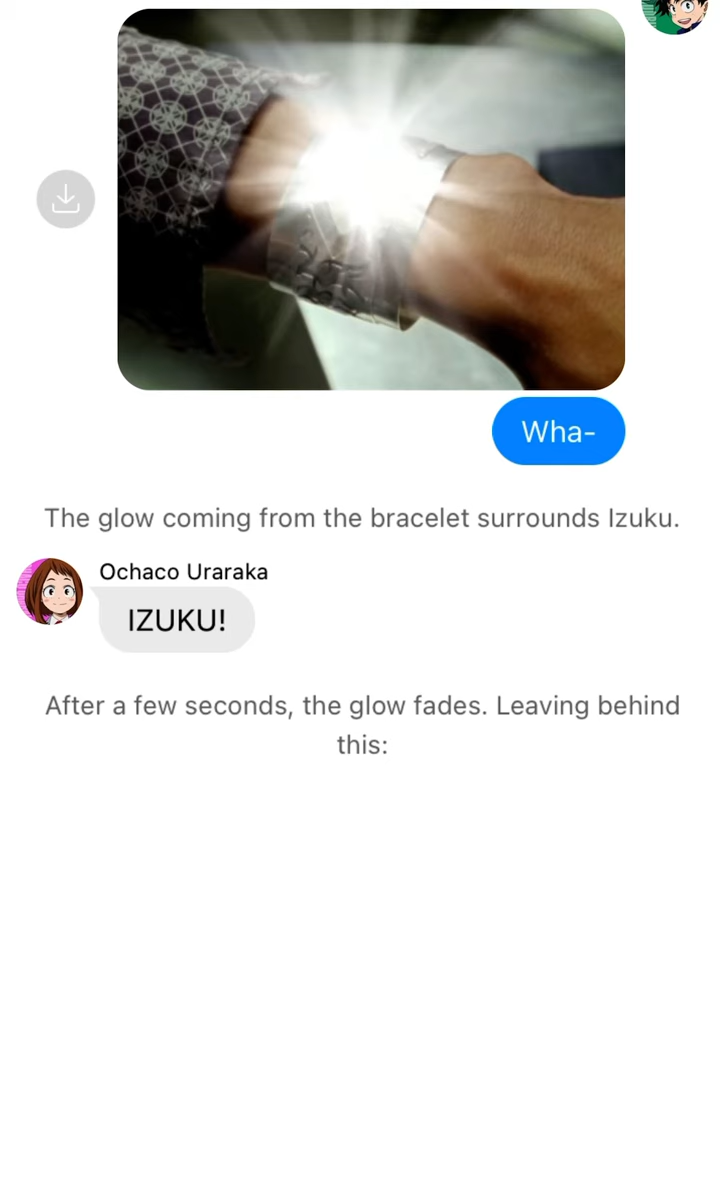 Wha-
The glow coming from the bracelet surrounds Izuku.
Ochaco Uraraka
IZUKU!
After a few seconds, the glow fades. Leaving behind
this: